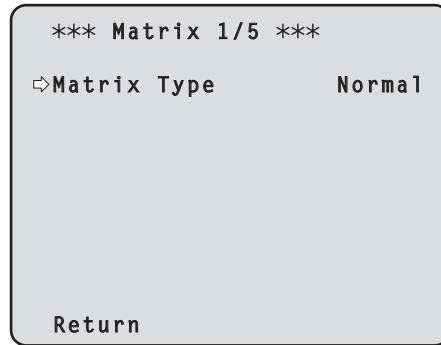 *** Matrix 1/5 ***
⇨Matrix Type Normal
Return